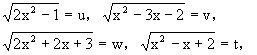 √(2x² − 1) = u,  √(x² − 3x − 2) = v,
√(2x² + 2x + 3) = w,  √(x² − x + 2) = t,